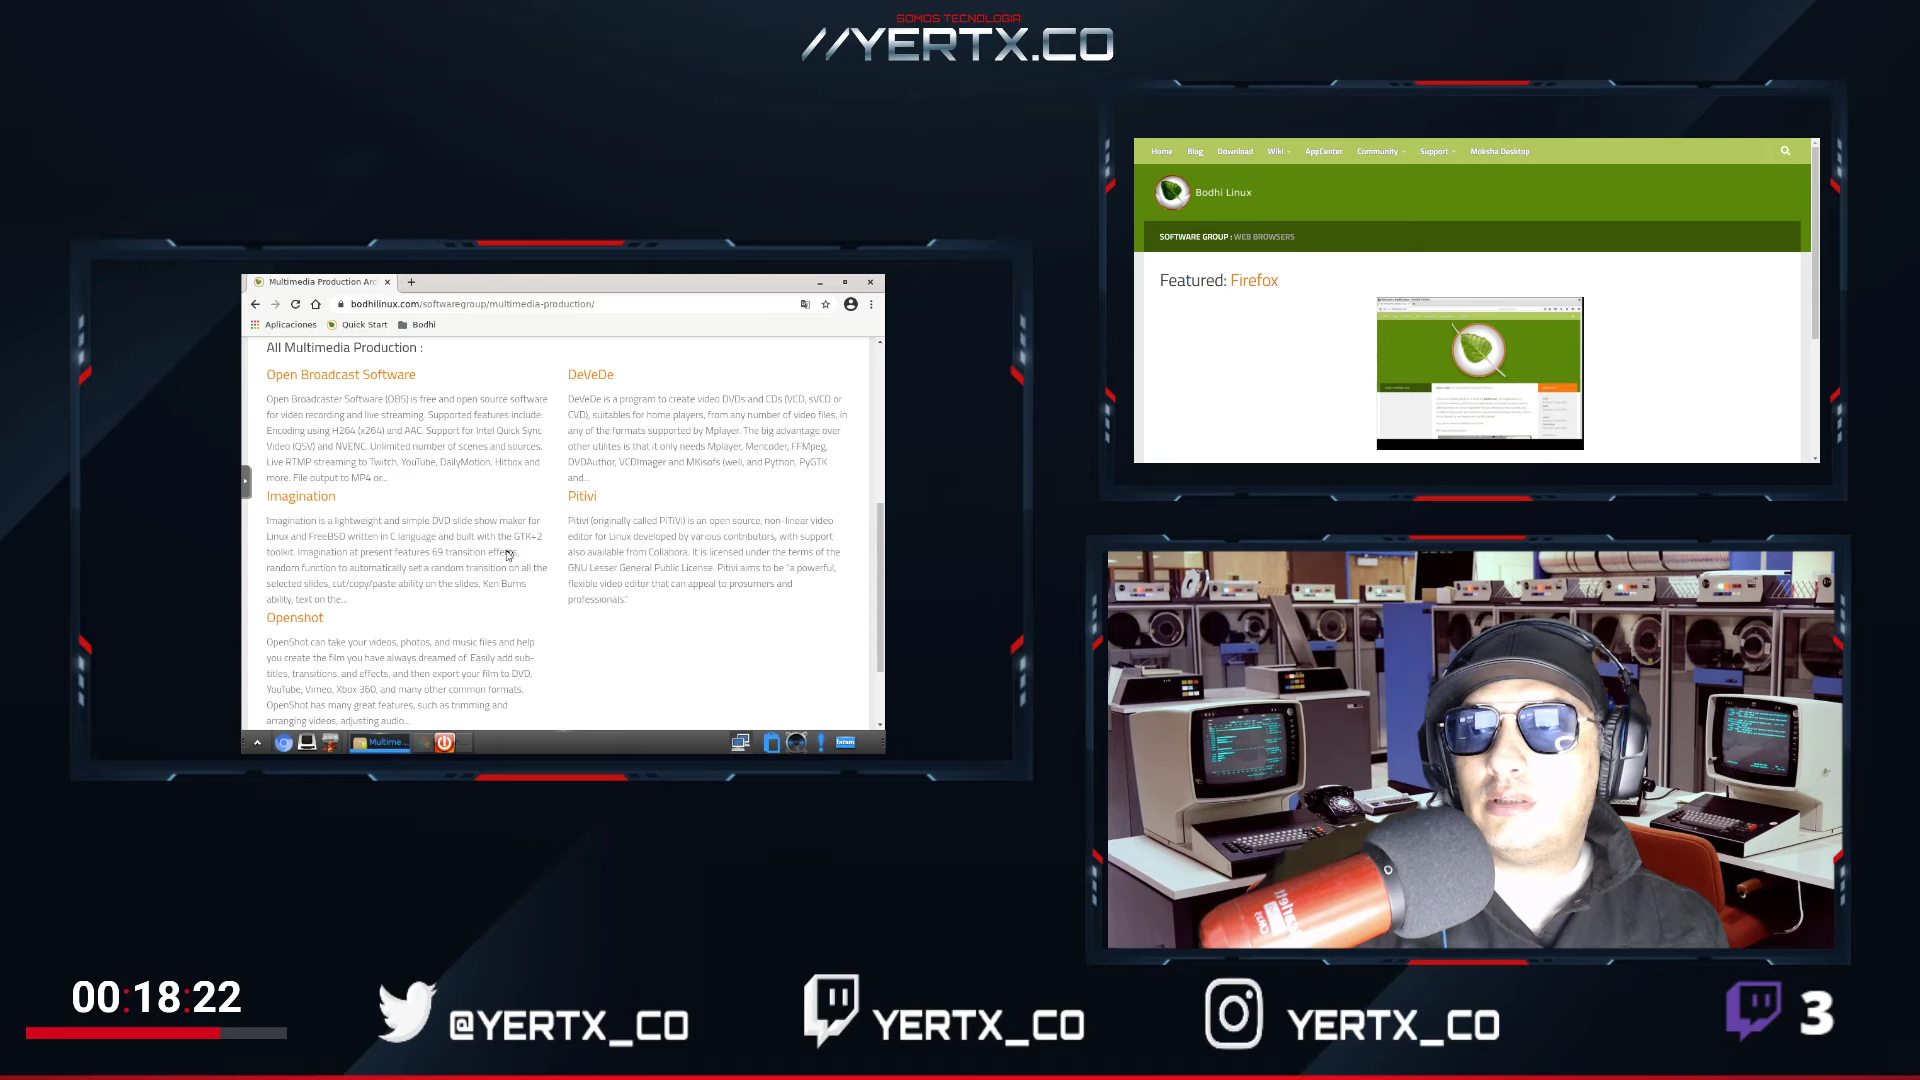 SOMOS TECNOLOGIA
//YERTX.CO
Multimedia Production Arc
bodhilinux.com/softwaregroup/multimedia-production/
Aplicaciones
Quick Start
Bodhi
All Multimedia Production :
Open Broadcast Software
Open Broadcaster Software (OBS) is free and open source software
for video recording and live streaming. Supported features include:
Encoding using H264 (x264) and AAC. Support for Intel Quick Sync
Video (QSV) and NVENC. Unlimited number of scenes and sources.
Live RTMP streaming to Twitch, YouTube, DailyMotion, Hitbox and
more. File output to MP4 or...
DeVeDe
DeVeDe is a program to create video DVDs and CDs (VCD, sVCD or
CVD), suitables for home players, from any number of video files, in
any of the formats supported by Mplayer. The big advantage over
other utilites is that it only needs Mplayer, Mencoder, FFMpeg,
DVDAuthor, VCDImager and MKisofs (well, and Python, PyGTK
and...
Imagination
Imagination is a lightweight and simple DVD slide show maker for
Linux and FreeBSD written in C language and built with the GTK+2
toolkit. Imagination at present features 69 transition effects,
random function to automatically set a random transition on all the
selected slides, cut/copy/paste ability on the slides, Ken Burns
ability, text on the...
Pitivi
Pitivi (originally called PiTiVi) is an open source, non-linear video
editor for Linux developed by various contributors, with support
also available from Collabora. It is licensed under the terms of the
GNU Lesser General Public License. Pitivi aims to be "a powerful,
flexible video editor that can appeal to prosumers and
professionals."
Openshot
OpenShot can take your videos, photos, and music files and help
you create the film you have always dreamed of. Easily add sub-
titles, transitions, and effects, and then export your film to DVD,
YouTube, Vimeo, Xbox 360, and many other common formats.
OpenShot has many great features, such as trimming and
arranging videos, adjusting audio...
Multime...
latam
Home
Blog
Download
Wiki
AppCenter
Community
Support
Moksha Desktop
Bodhi Linux
SOFTWARE GROUP : WEB BROWSERS
Featured: Firefox
00:18:22
@YERTX_CO
YERTX_CO
YERTX_CO
3